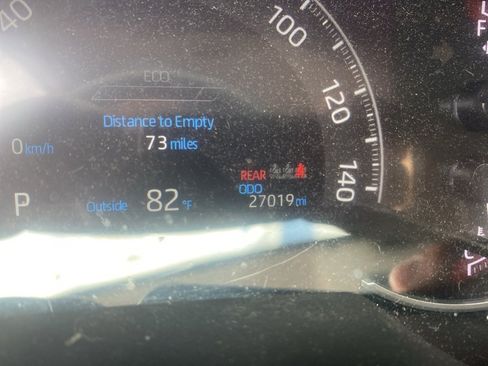 40
100
120
140
ECO
Distance to Empty
73 miles
0 km/h
REAR
ODO
27019 mi
P
Outside 82 °F
F